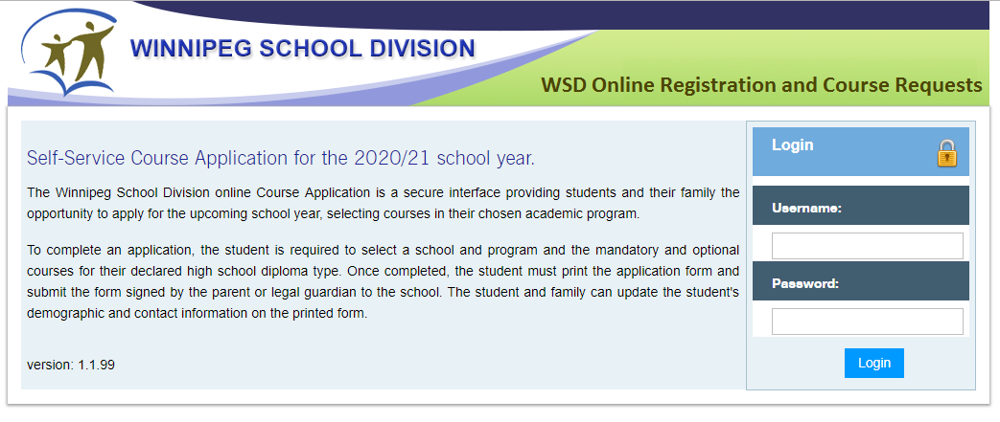 WINNIPEG SCHOOL DIVISION
WSD Online Registration and Course Requests
Self-Service Course Application for the 2020/21 school year.
The Winnipeg School Division online Course Application is a secure interface providing students and their family the
opportunity to apply for the upcoming school year, selecting courses in their chosen academic program.
To complete an application, the student is required to select a school and program and the mandatory and optional
courses for their declared high school diploma type. Once completed, the student must print the application form and
submit the form signed by the parent or legal guardian to the school. The student and family can update the student's
demographic and contact information on the printed form.
version: 1.1.99
Login
Username:
Password:
Login